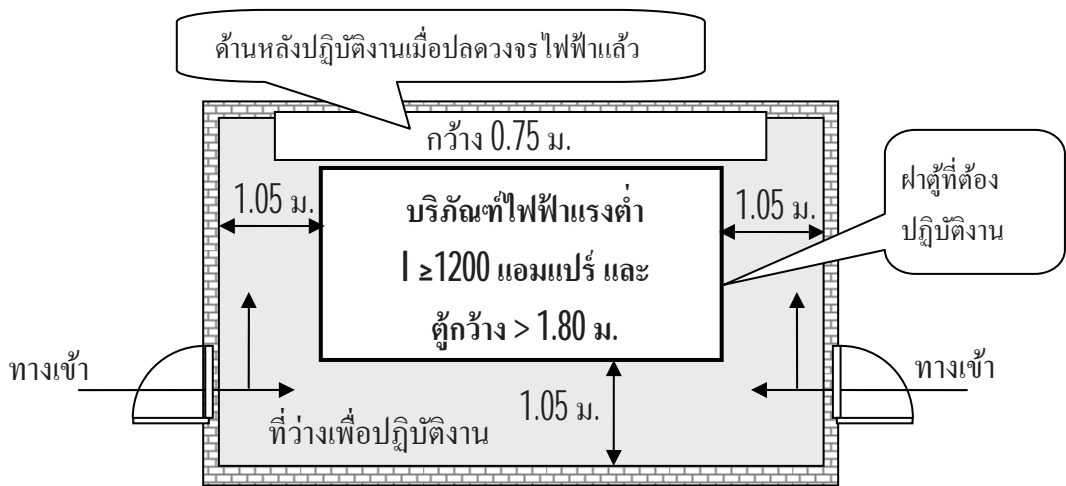 ด้านหลังปฏิบัติงานเมื่อปลดวงจรไฟฟ้าแล้ว
กว้าง 0.75 ม.
1.05 ม.
บริภัณฑ์ไฟฟ้าแรงต่ำ
I ≥1200 แอมแปร์ และ
ตู้กว้าง > 1.80 ม.
1.05 ม.
ฝาตู้ที่ต้อง
ปฏิบัติงาน
ทางเข้า
ทางเข้า
1.05 ม.
ที่ว่างเพื่อปฏิบัติงาน